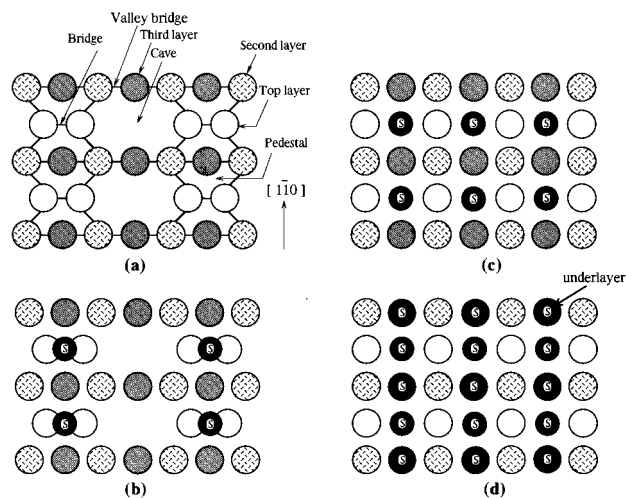 Valley bridge
Bridge
Third layer
Cave
Second layer
Top layer
Pedestal
[ 1̄10 ]
(a)
S S S
S S S
(c)
S S
S S
(b)
underlayer
S S S
S S S
S S S
S S S
S S S
(d)